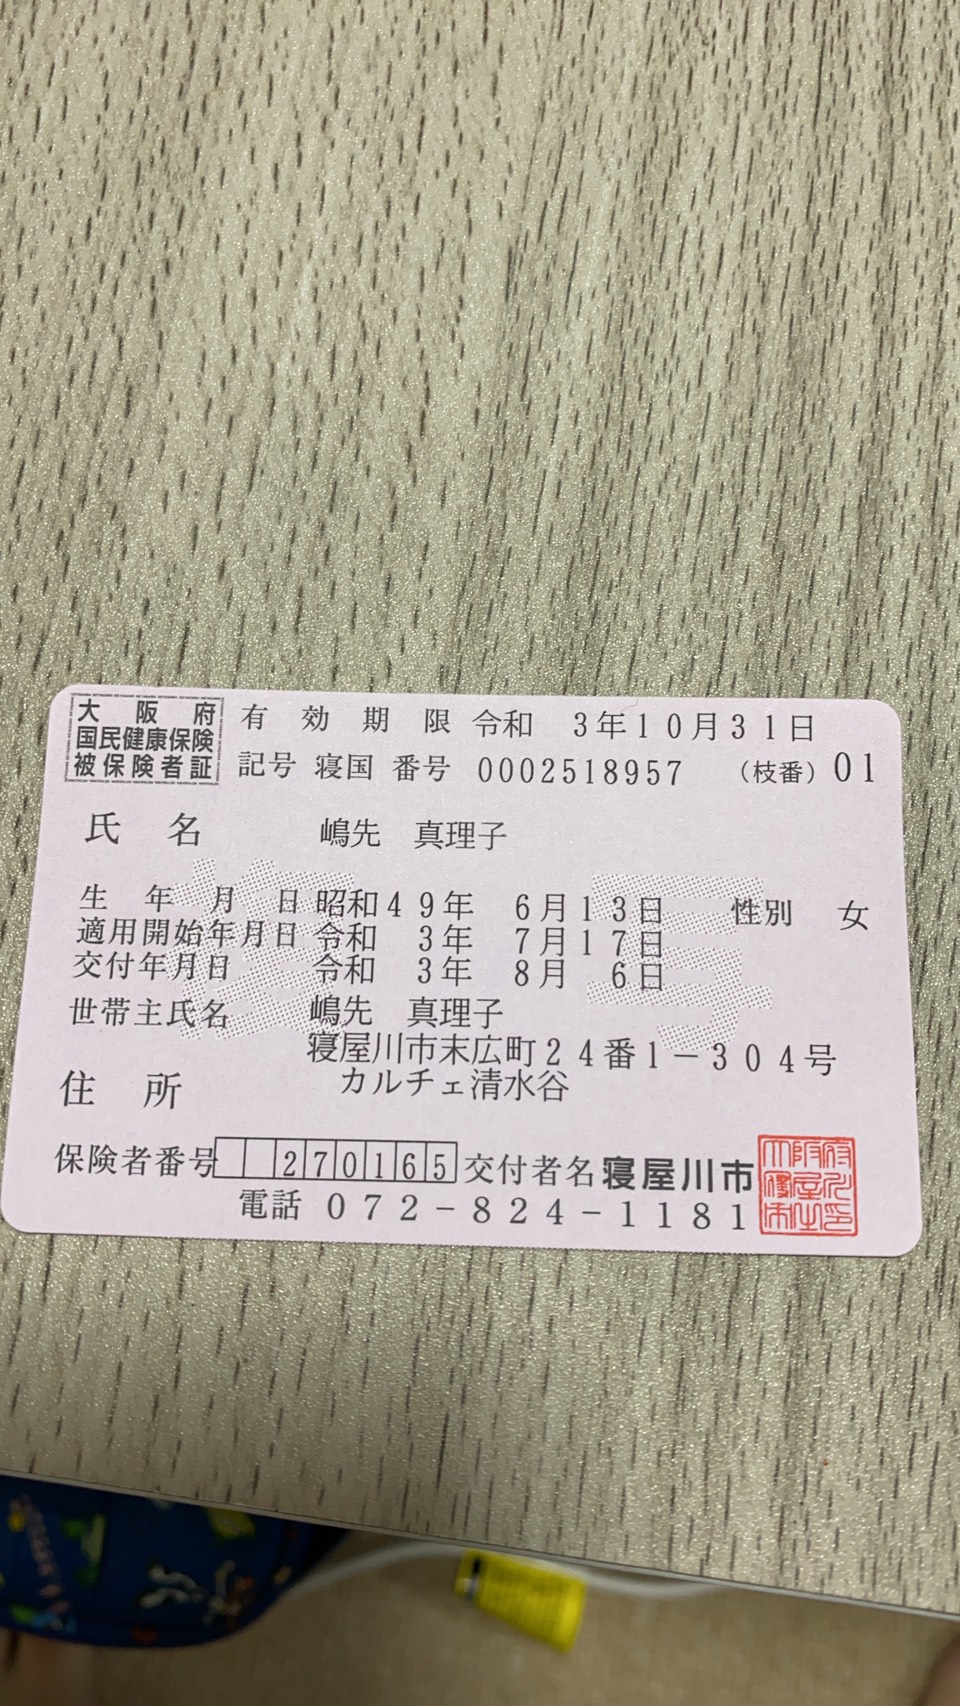 大阪府
国民健康保険
被保険者証
有効期限 令和 3年10月31日
記号 寝国 番号 0002518957 (枝番) 01
氏名 嶋先 真理子
生年月日 昭和49年 6月13日 性別 女
適用開始年月日 令和 3年 7月17日
交付年月日 令和 3年 8月 6日
世帯主氏名 嶋先 真理子
住所 寝屋川市末広町24番1-304号
カルチェ清水谷
保険者番号 270165 交付者名 寝屋川市
電話 072-824-1181
複写